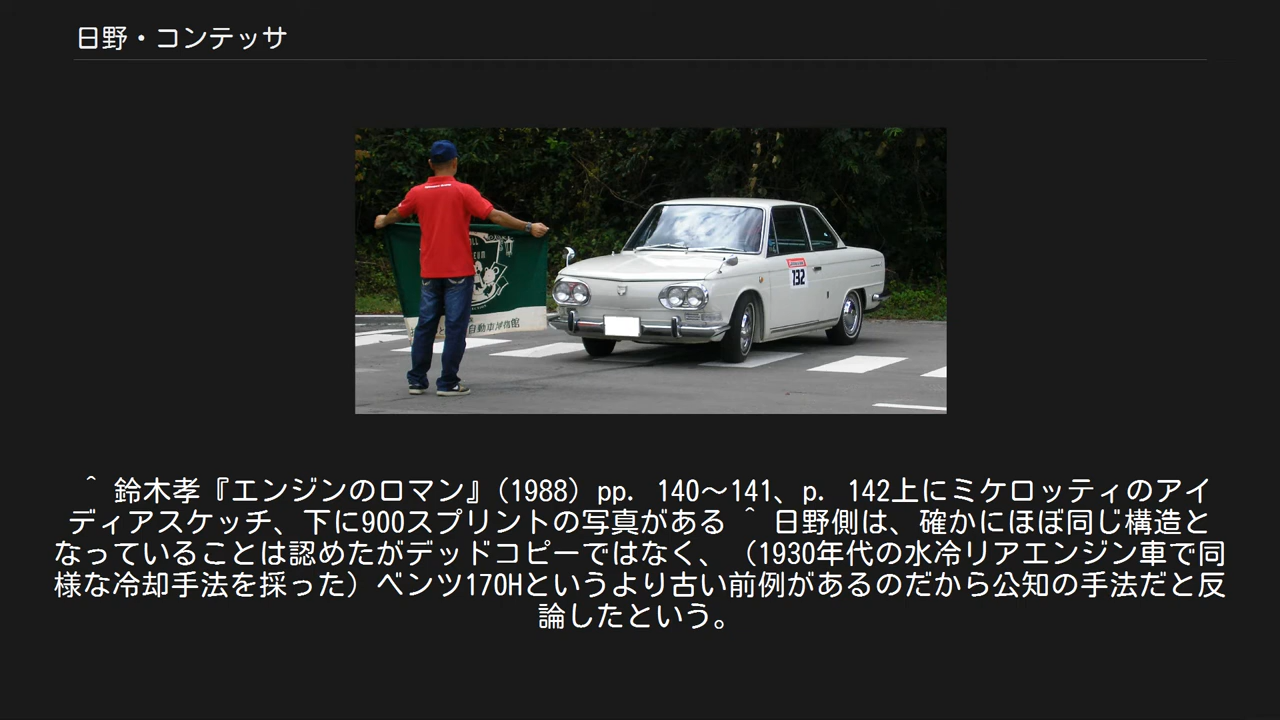 日野・コンテッサ
132
自動車博物館
^ 鈴木孝『エンジンのロマン』（1988）pp. 140～141、p. 142上にミケロッティのアイ
ディアスケッチ、下に900スプリントの写真がある ^ 日野側は、確かにほぼ同じ構造と
なっていることは認めたがデッドコピーではなく、（1930年代の水冷リアエンジン車で同
様な冷却手法を採った）ベンツ170Hというより古い前例があるのだから公知の手法だと反
論したという。